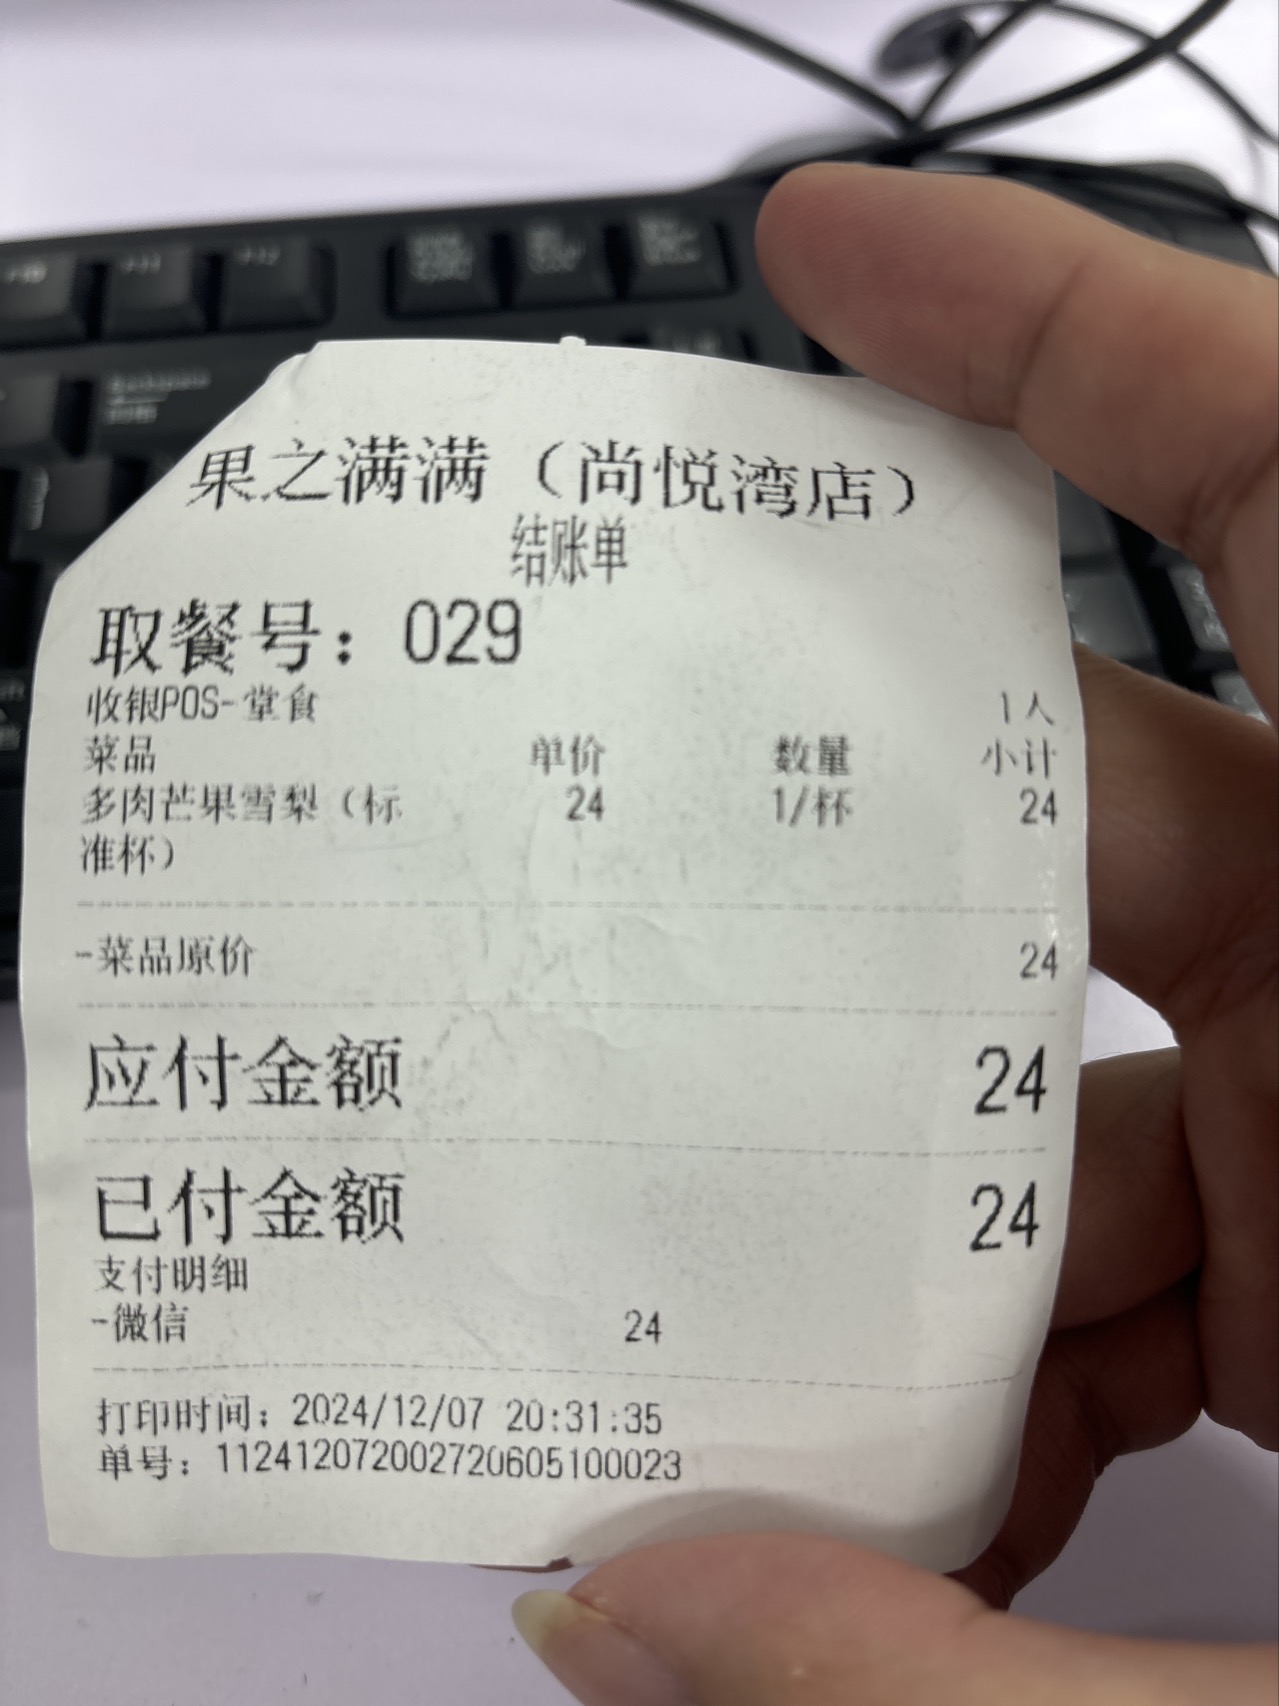 果之满满（尚悦湾店）
结账单
取餐号：029
收银POS-堂食 1人
菜品 单价 数量 小计
多肉芒果雪梨（标 24 1/杯 24
准杯）
-菜品原价 24
应付金额 24
已付金额 24
支付明细
-微信 24
打印时间：2024/12/07 20:31:35
单号：112412072002720605100023
F11
F12
Backspace